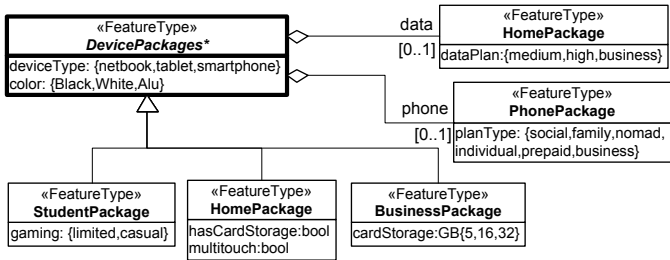 «FeatureType»
DevicePackages*
deviceType: {netbook,tablet,smartphone}
color: {Black,White,Alu}
data
[0..1]
«FeatureType»
HomePackage
dataPlan:{medium,high,business}
phone
[0..1]
«FeatureType»
PhonePackage
planType: {social,family,nomad,
individual,prepaid,business}
«FeatureType»
StudentPackage
gaming: {limited,casual}
«FeatureType»
HomePackage
hasCardStorage:bool
multitouch:bool
«FeatureType»
BusinessPackage
cardStorage:GB{5,16,32}